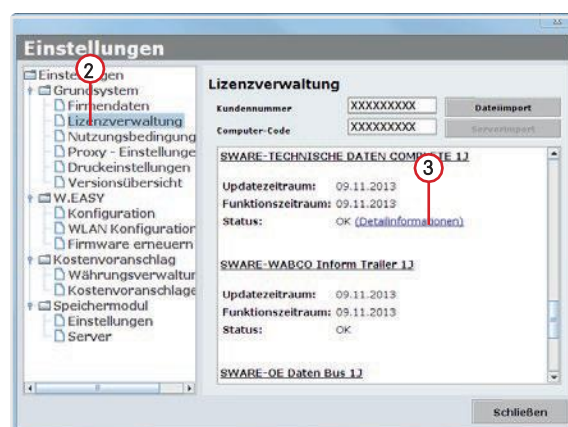 Einstellungen
Einstellungen
Grundsystem
Firmendaten
Lizenzverwaltung
Nutzungsbedingung
Proxy - Einstellunge
Druckeinstellungen
Versionsübersicht
W.EASY
Konfiguration
WLAN Konfiguration
Firmware erneuern
Kostenvoranschlag
Währungsverwaltur
Kostenvoranschlage
Speichermodul
Einstellungen
Server
2
Lizenzverwaltung
Kundennummer XXXXXXXXX Dateiimport
Computer-Code XXXXXXXXX Serverimport
SWARE-TECHNISCHE DATEN COMPLETE 1J
3
Updatezeitraum: 09.11.2013
Funktionszeitraum: 09.11.2013
Status: OK (Detailinformationen)
SWARE-WABCO Inform Trailer 1J
Updatezeitraum: 09.11.2013
Funktionszeitraum: 09.11.2013
Status: OK
SWARE-OE Daten Bus 1J
Schließen